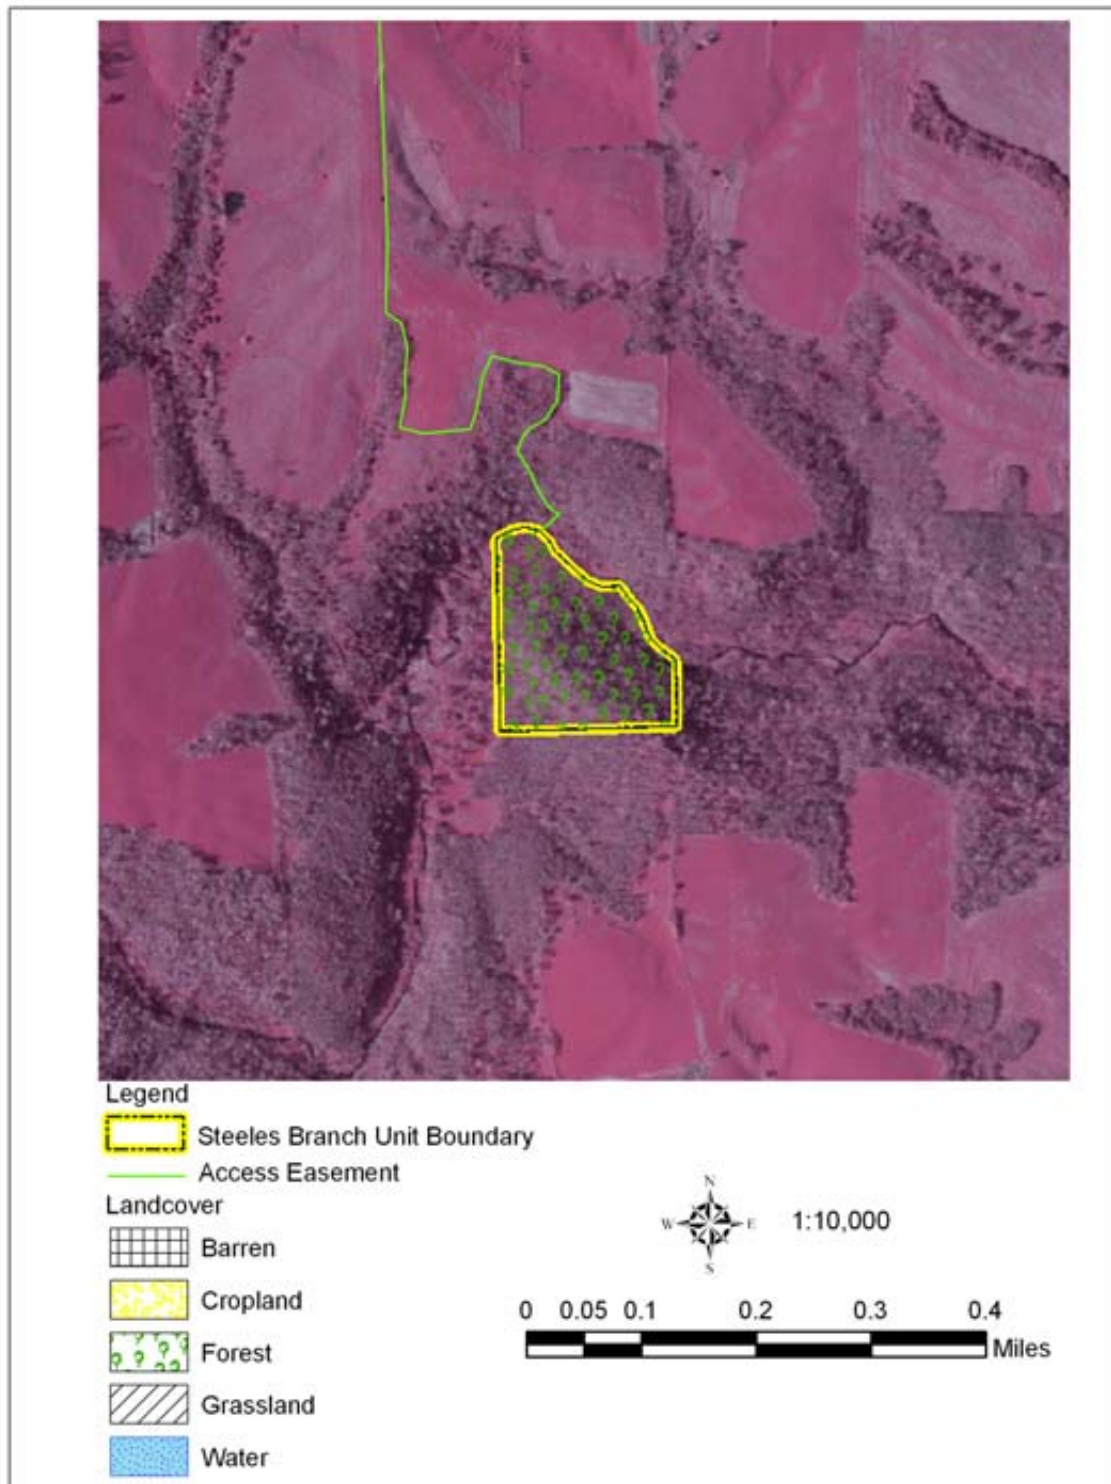 Legend
Steeles Branch Unit Boundary
Access Easement
Landcover
Barren
Cropland
Forest
Grassland
Water
N
W E
S
1:10,000
0 0.05 0.1 0.2 0.3 0.4
Miles